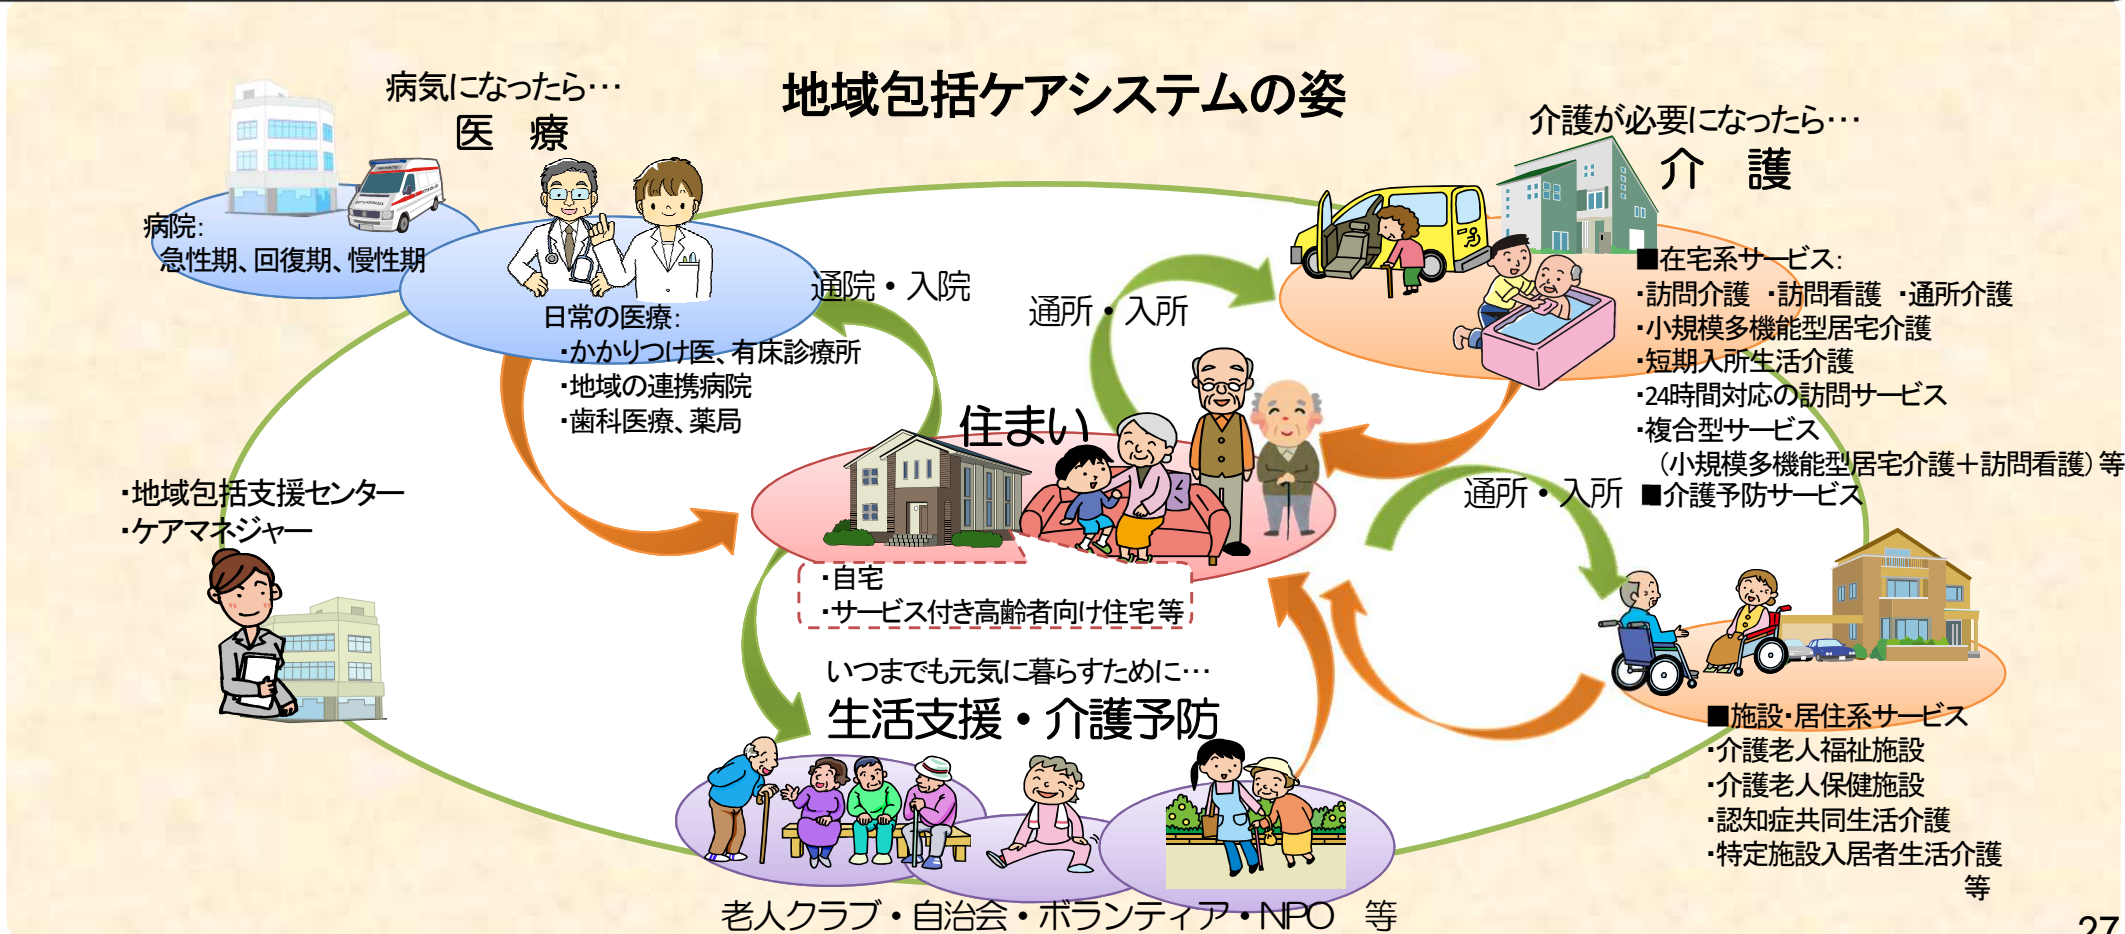 地域包括ケアシステムの姿
病気になったら…
医 療
病院:
急性期、回復期、慢性期
日常の医療:
・かかりつけ医、有床診療所
・地域の連携病院
・歯科医療、薬局
通院・入院
通所・入所
介護が必要になったら…
介 護
■在宅系サービス:
・訪問介護 ・訪問看護 ・通所介護
・小規模多機能型居宅介護
・短期入所生活介護
・24時間対応の訪問サービス
・複合型サービス
（小規模多機能型居宅介護＋訪問看護）等
■介護予防サービス
通所・入所
住まい
・自宅
・サービス付き高齢者向け住宅等
・地域包括支援センター
・ケアマネジャー
いつまでも元気に暮らすために…
生活支援・介護予防
老人クラブ・自治会・ボランティア・NPO 等
■施設・居住系サービス
・介護老人福祉施設
・介護老人保健施設
・認知症共同生活介護
・特定施設入居者生活介護
等
27